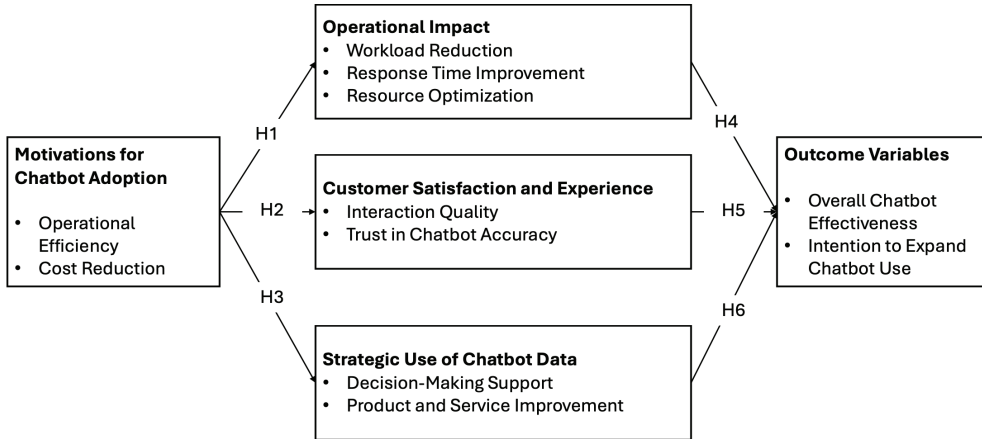 Operational Impact
• Workload Reduction
• Response Time Improvement
• Resource Optimization
H1
H4
Motivations for
Chatbot Adoption
• Operational
Efficiency
• Cost Reduction
Customer Satisfaction and Experience
• Interaction Quality
• Trust in Chatbot Accuracy
H2
H5
Outcome Variables
• Overall Chatbot
Effectiveness
• Intention to Expand
Chatbot Use
H3
H6
Strategic Use of Chatbot Data
• Decision-Making Support
• Product and Service Improvement